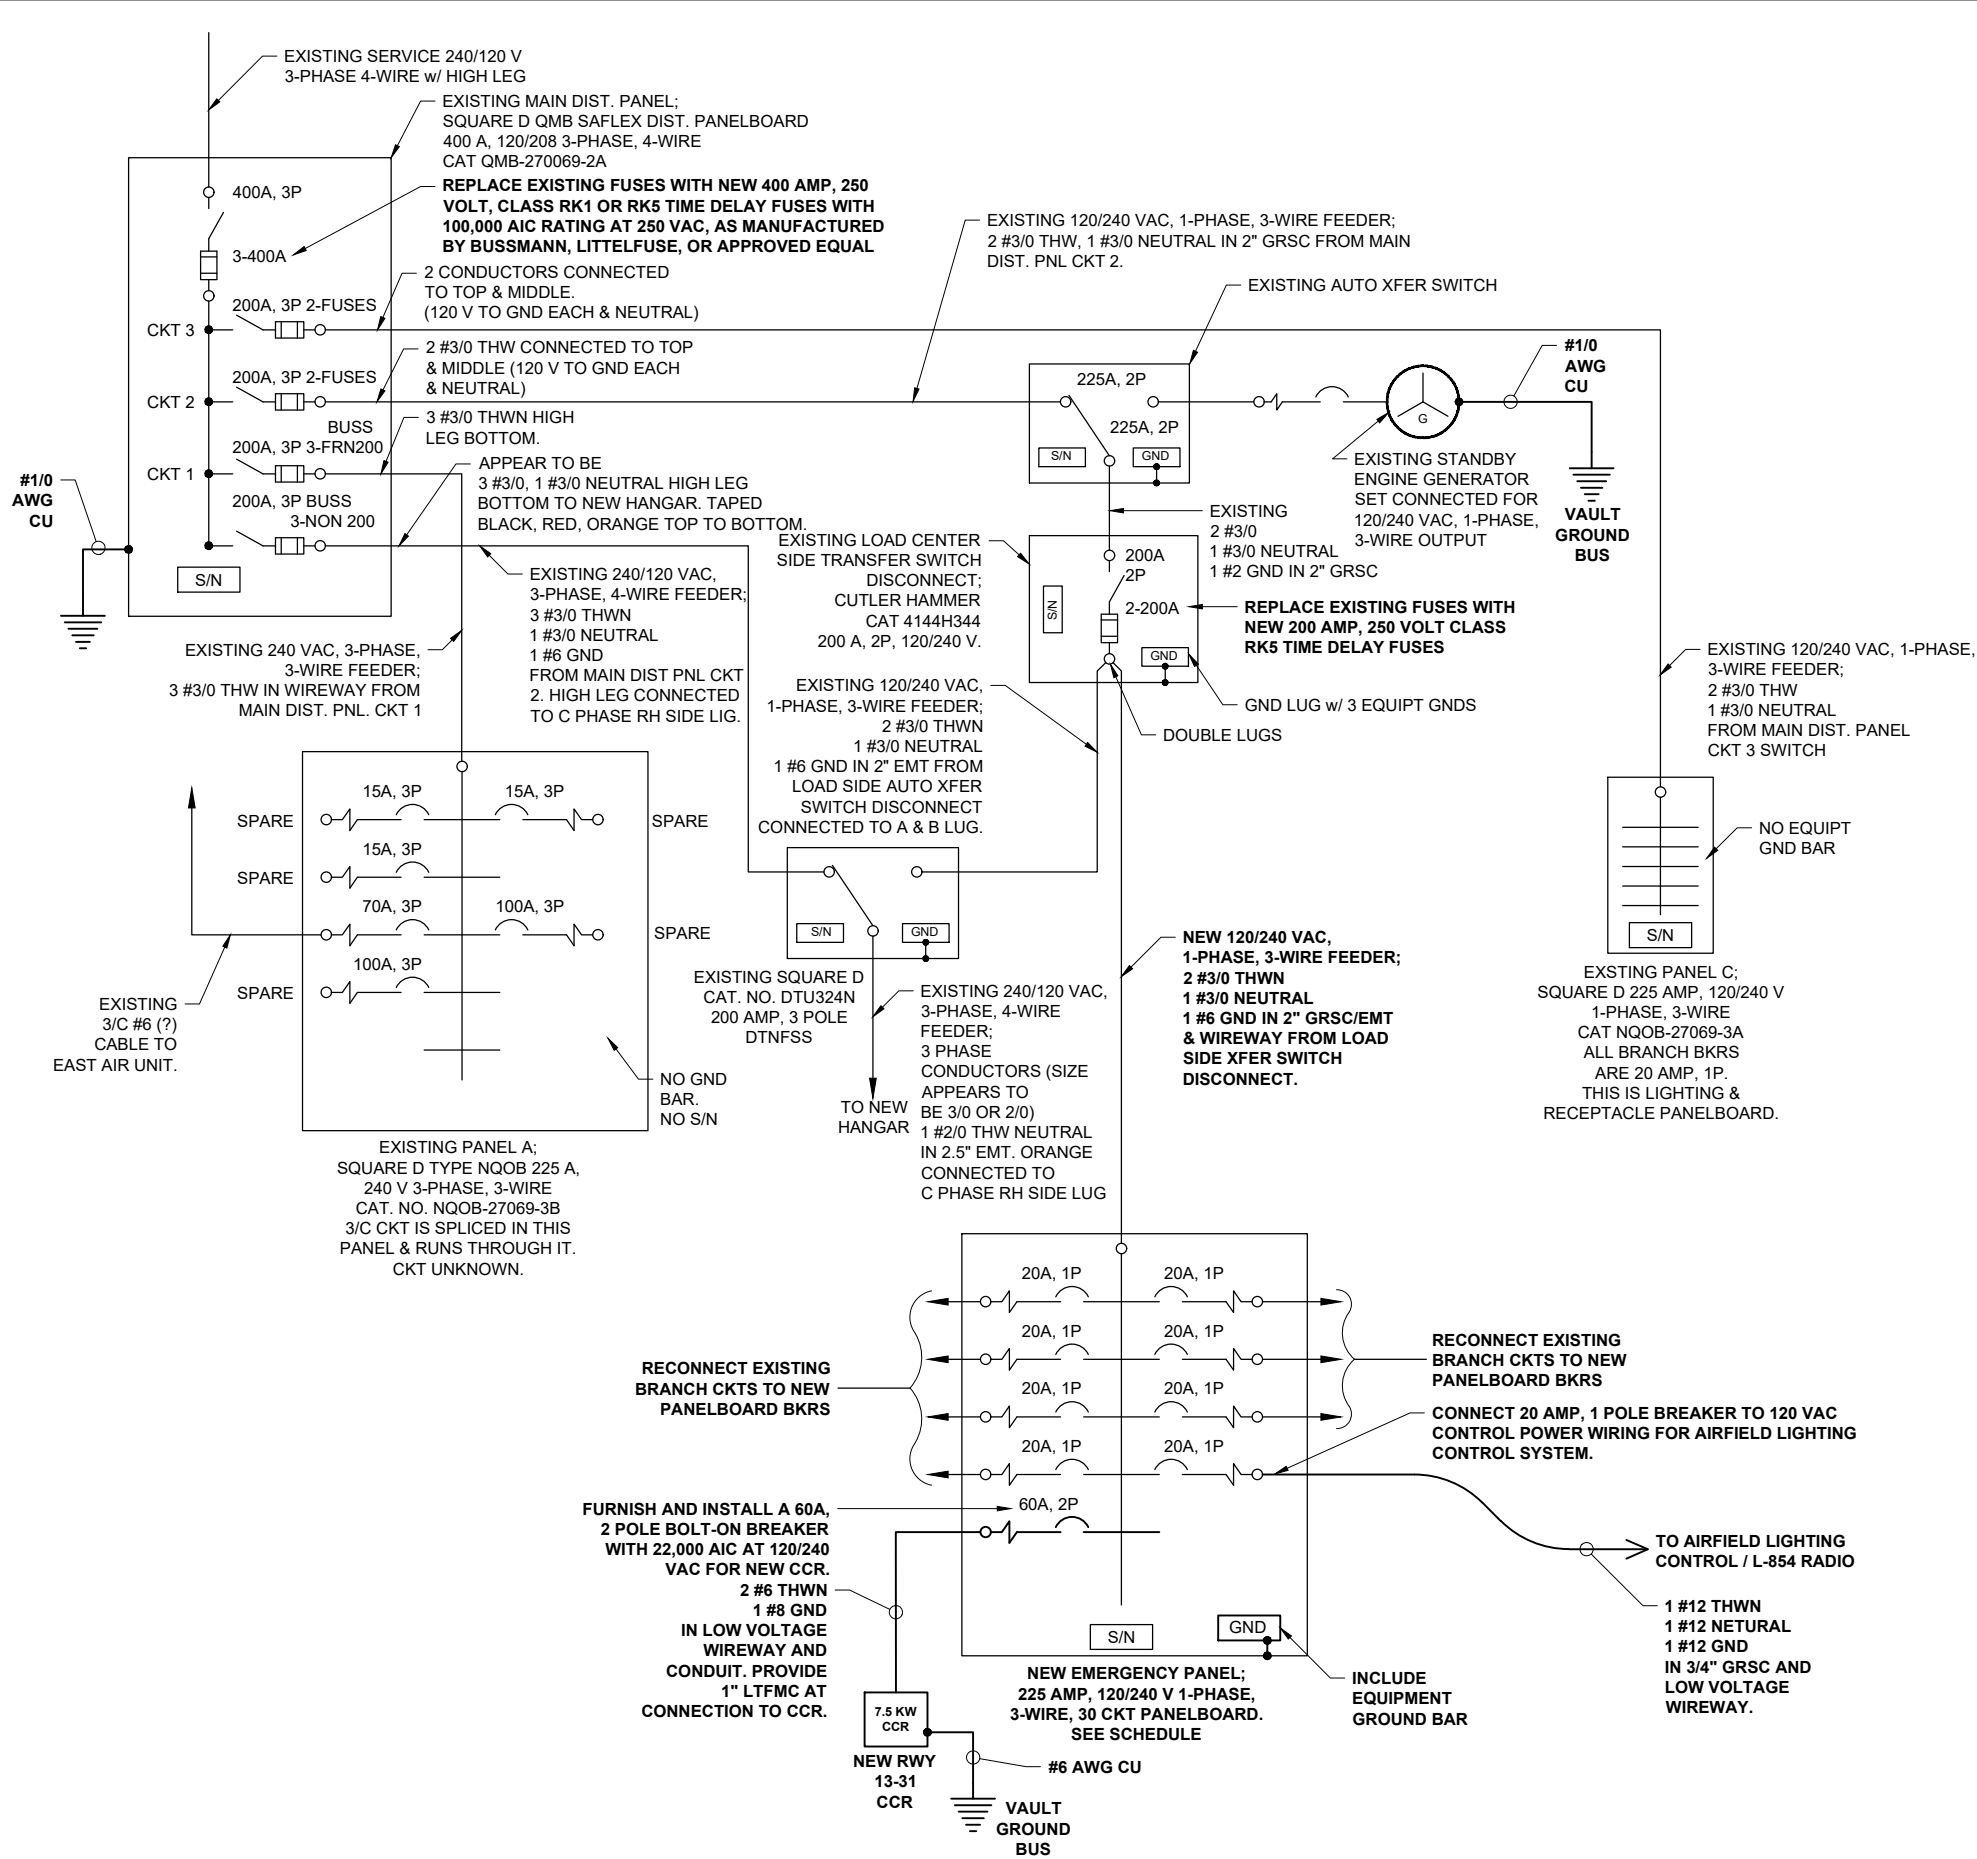 EXISTING SERVICE 240/120 V
3-PHASE 4-WIRE w/ HIGH LEG
EXISTING MAIN DIST. PANEL;
SQUARE D QMB SAFLEX DIST. PANELBOARD
400 A, 120/208 3-PHASE, 4-WIRE
CAT QMB-270069-2A
400A, 3P
REPLACE EXISTING FUSES WITH NEW 400 AMP, 250
VOLT, CLASS RK1 OR RK5 TIME DELAY FUSES WITH
100,000 AIC RATING AT 250 VAC, AS MANUFACTURED
BY BUSSMANN, LITTELFUSE, OR APPROVED EQUAL
3-400A
2 CONDUCTORS CONNECTED
TO TOP & MIDDLE.
(120 V TO GND EACH & NEUTRAL)
200A, 3P 2-FUSES
CKT 3
2 #3/0 THW CONNECTED TO TOP
& MIDDLE (120 V TO GND EACH
& NEUTRAL)
200A, 3P 2-FUSES
CKT 2
3 #3/0 THWN HIGH
LEG BOTTOM.
BUSS
200A, 3P 3-FRN200
CKT 1
APPEAR TO BE
3 #3/0, 1 #3/0 NEUTRAL HIGH LEG
BOTTOM TO NEW HANGAR. TAPED
BLACK, RED, ORANGE TOP TO BOTTOM.
200A, 3P BUSS
3-NON 200
S/N
#1/0
AWG
CU
EXISTING 120/240 VAC, 1-PHASE, 3-WIRE FEEDER;
2 #3/0 THW, 1 #3/0 NEUTRAL IN 2" GRSC FROM MAIN
DIST. PNL CKT 2.
EXISTING AUTO XFER SWITCH
225A, 2P
225A, 2P
S/N
GND
G
#1/0
AWG
CU
VAULT
GROUND
BUS
EXISTING STANDBY
ENGINE GENERATOR
SET CONNECTED FOR
120/240 VAC, 1-PHASE,
3-WIRE OUTPUT
EXISTING
2 #3/0
1 #3/0 NEUTRAL
1 #2 GND IN 2" GRSC
EXISTING LOAD CENTER
SIDE TRANSFER SWITCH
DISCONNECT;
CUTLER HAMMER
CAT 4144H344
200 A, 2P, 120/240 V.
200A
2P
S/N
2-200A
GND
REPLACE EXISTING FUSES WITH
NEW 200 AMP, 250 VOLT CLASS
RK5 TIME DELAY FUSES
GND LUG w/ 3 EQUIPT GNDS
DOUBLE LUGS
EXISTING 240/120 VAC,
3-PHASE, 4-WIRE FEEDER;
3 #3/0 THWN
1 #3/0 NEUTRAL
1 #6 GND
FROM MAIN DIST PNL CKT
2. HIGH LEG CONNECTED
TO C PHASE RH SIDE LIG.
EXISTING 240 VAC, 3-PHASE,
3-WIRE FEEDER;
3 #3/0 THW IN WIREWAY FROM
MAIN DIST. PNL. CKT 1
EXISTING 120/240 VAC,
1-PHASE, 3-WIRE FEEDER;
2 #3/0 THWN
1 #3/0 NEUTRAL
1 #6 GND IN 2" EMT FROM
LOAD SIDE AUTO XFER
SWITCH DISCONNECT
CONNECTED TO A & B LUG.
EXISTING 120/240 VAC, 1-PHASE,
3-WIRE FEEDER;
2 #3/0 THW
1 #3/0 NEUTRAL
FROM MAIN DIST. PANEL
CKT 3 SWITCH
NO EQUIPT
GND BAR
S/N
EXSTING PANEL C;
SQUARE D 225 AMP, 120/240 V
1-PHASE, 3-WIRE
CAT NQOB-27069-3A
ALL BRANCH BKRS
ARE 20 AMP, 1P.
THIS IS LIGHTING &
RECEPTACLE PANELBOARD.
15A, 3P
15A, 3P
SPARE
SPARE
15A, 3P
SPARE
70A, 3P
100A, 3P
SPARE
100A, 3P
SPARE
EXISTING
3/C #6 (?)
CABLE TO
EAST AIR UNIT.
NO GND
BAR.
NO S/N
EXISTING PANEL A;
SQUARE D TYPE NQOB 225 A,
240 V 3-PHASE, 3-WIRE
CAT. NO. NQOB-27069-3B
3/C CKT IS SPLICED IN THIS
PANEL & RUNS THROUGH IT.
CKT UNKNOWN.
S/N
GND
EXISTING SQUARE D
CAT. NO. DTU324N
200 AMP, 3 POLE
DTNFSS
TO NEW
HANGAR
EXISTING 240/120 VAC,
3-PHASE, 4-WIRE
FEEDER;
3 PHASE
CONDUCTORS (SIZE
APPEARS TO
BE 3/0 OR 2/0)
1 #2/0 THW NEUTRAL
IN 2.5" EMT. ORANGE
CONNECTED TO
C PHASE RH SIDE LUG
NEW 120/240 VAC,
1-PHASE, 3-WIRE FEEDER;
2 #3/0 THWN
1 #3/0 NEUTRAL
1 #6 GND IN 2" GRSC/EMT
& WIREWAY FROM LOAD
SIDE XFER SWITCH
DISCONNECT.
20A, 1P
20A, 1P
20A, 1P
20A, 1P
20A, 1P
20A, 1P
20A, 1P
20A, 1P
60A, 2P
RECONNECT EXISTING
BRANCH CKTS TO NEW
PANELBOARD BKRS
RECONNECT EXISTING
BRANCH CKTS TO NEW
PANELBOARD BKRS
CONNECT 20 AMP, 1 POLE BREAKER TO 120 VAC
CONTROL POWER WIRING FOR AIRFIELD LIGHTING
CONTROL SYSTEM.
FURNISH AND INSTALL A 60A,
2 POLE BOLT-ON BREAKER
WITH 22,000 AIC AT 120/240
VAC FOR NEW CCR.
2 #6 THWN
1 #8 GND
IN LOW VOLTAGE
WIREWAY AND
CONDUIT. PROVIDE
1" LTFMC AT
CONNECTION TO CCR.
TO AIRFIELD LIGHTING
CONTROL / L-854 RADIO
1 #12 THWN
1 #12 NETURAL
1 #12 GND
IN 3/4" GRSC AND
LOW VOLTAGE
WIREWAY.
S/N
GND
INCLUDE
EQUIPMENT
GROUND BAR
NEW EMERGENCY PANEL;
225 AMP, 120/240 V 1-PHASE,
3-WIRE, 30 CKT PANELBOARD.
SEE SCHEDULE
7.5 KW
CCR
NEW RWY
13-31
CCR
#6 AWG CU
VAULT
GROUND
BUS